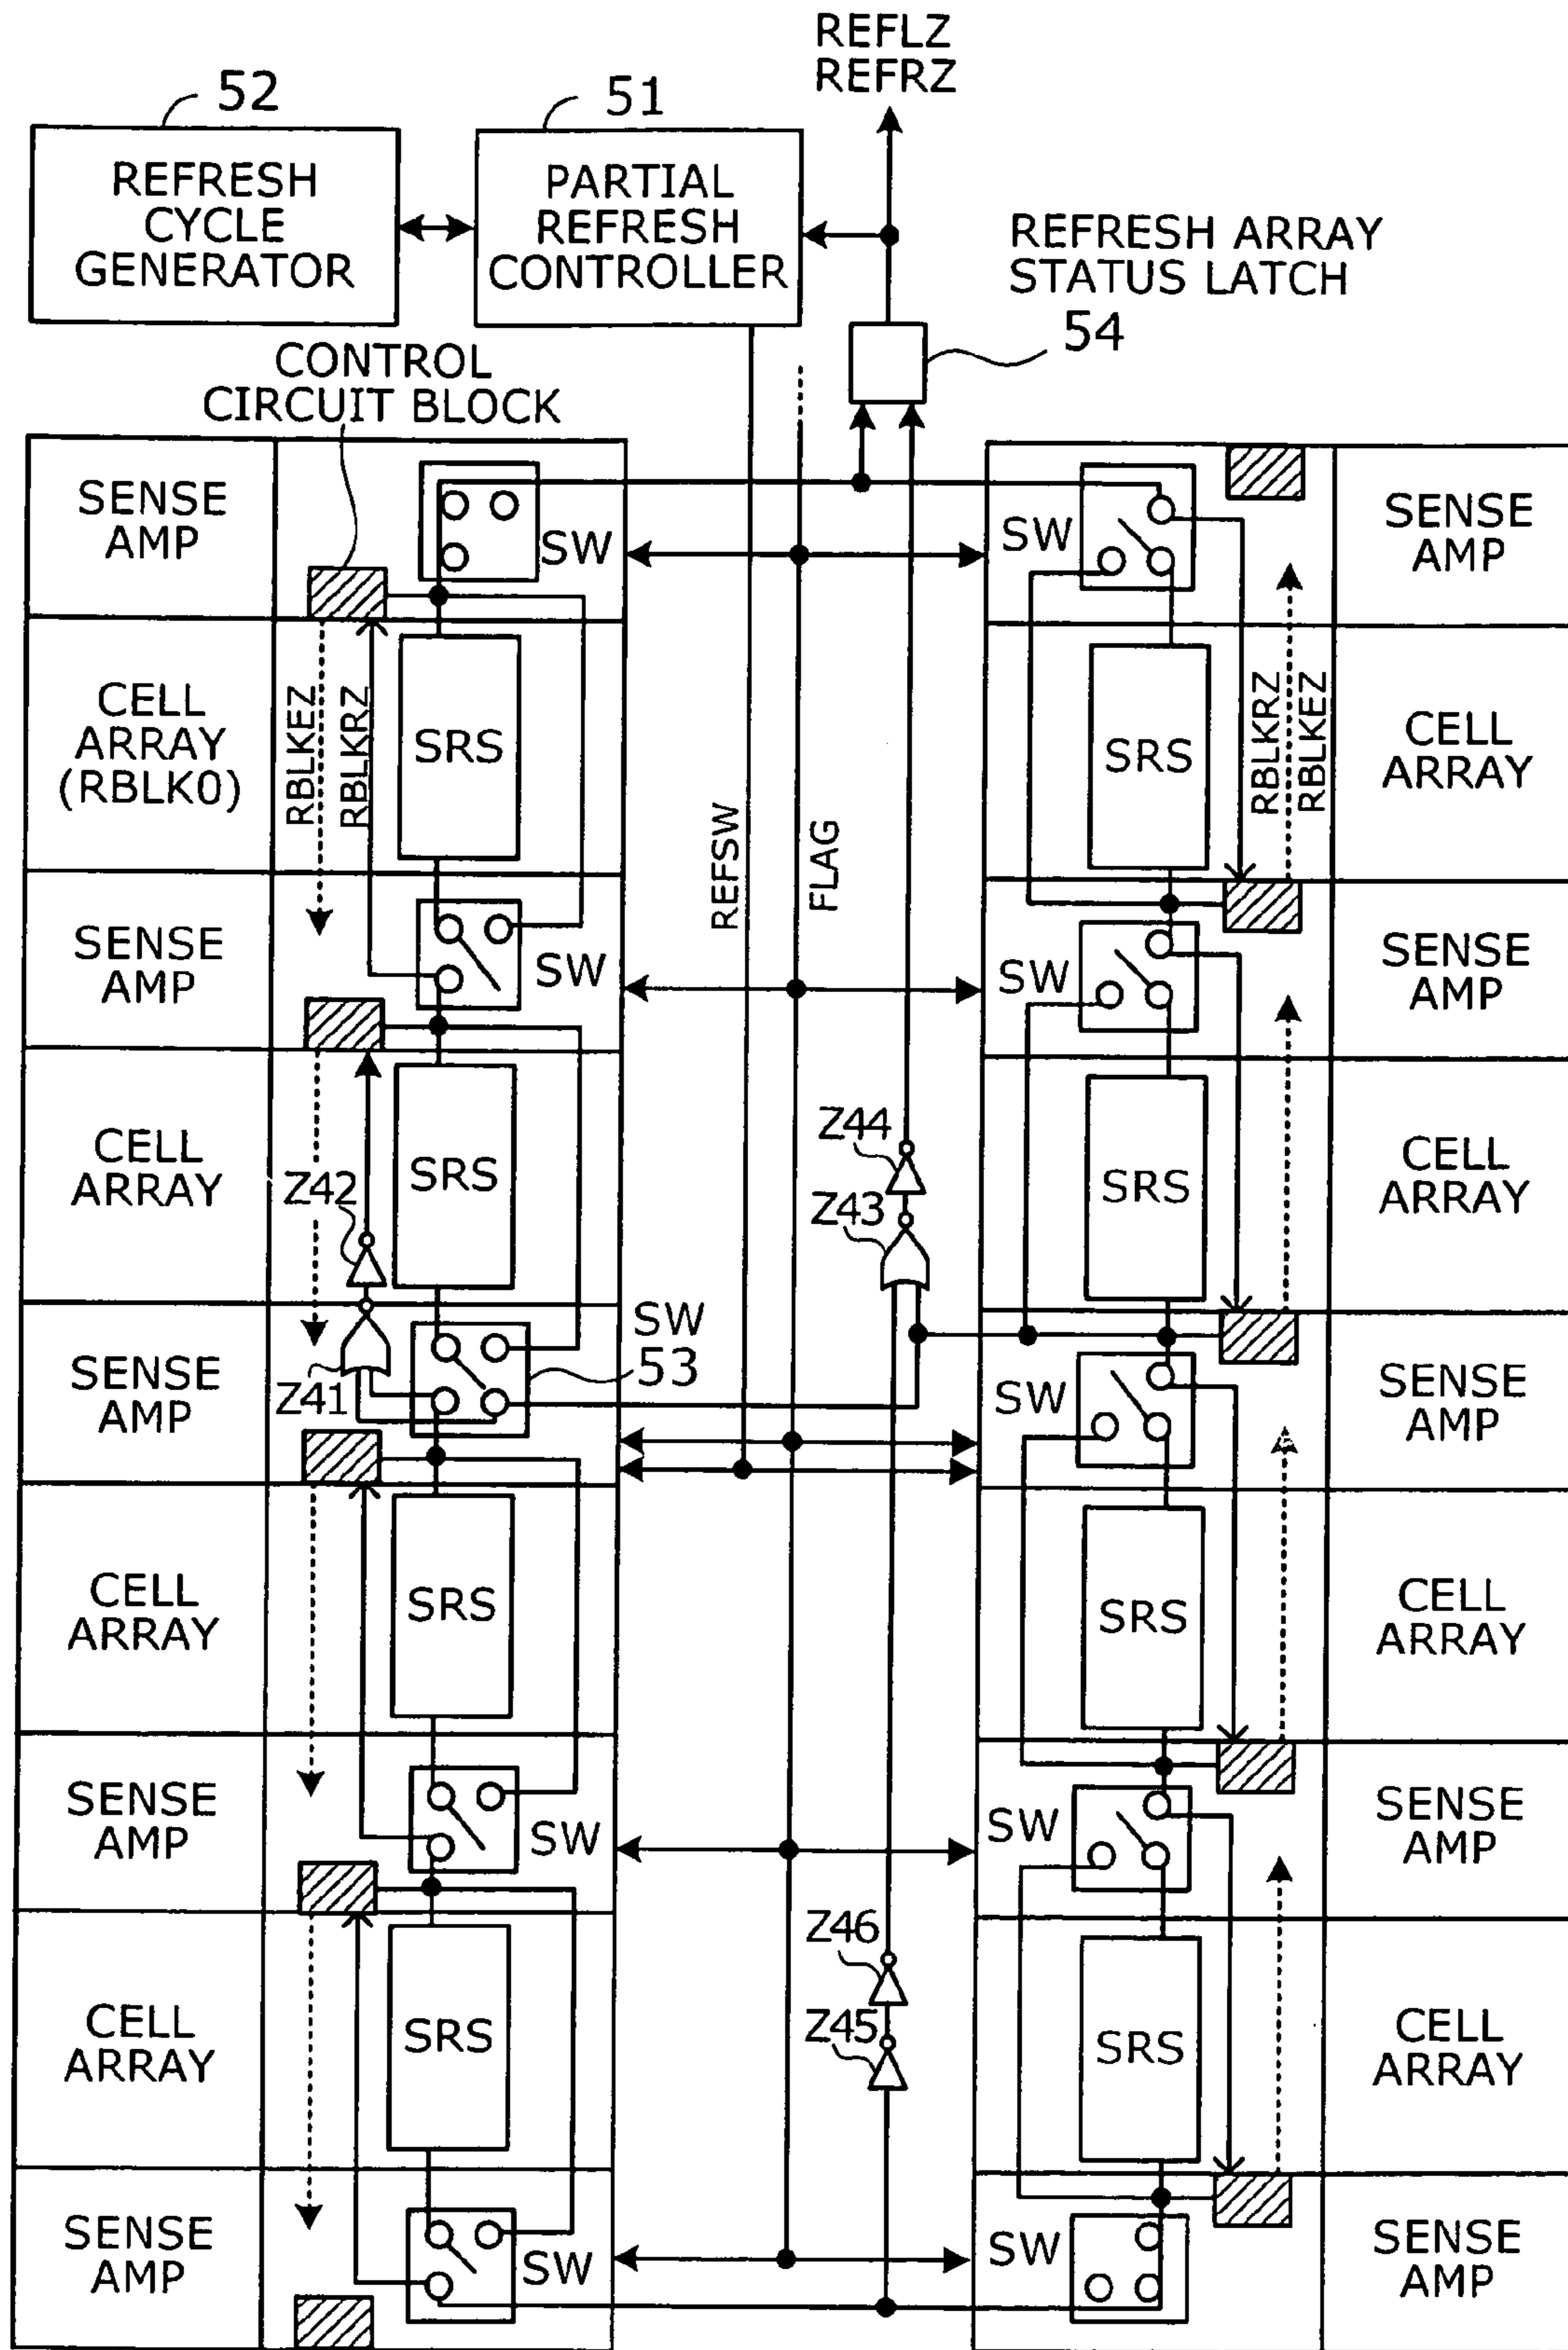 REFLZ
REFRZ
52
51
REFRESH
CYCLE
GENERATOR
PARTIAL
REFRESH
CONTROLLER
REFRESH ARRAY
STATUS LATCH
54
CONTROL
CIRCUIT BLOCK
SENSE
AMP
SW
SW
SENSE
AMP
CELL
ARRAY
(RBLK0)
RBLKEZ
RBLKRZ
SRS
REFSW
FLAG
SRS
RBLKRZ
RBLKEZ
CELL
ARRAY
SENSE
AMP
SW
SW
SENSE
AMP
CELL
ARRAY
Z42
SRS
Z44
Z43
SRS
CELL
ARRAY
SENSE
AMP
Z41
SW
53
SW
SENSE
AMP
CELL
ARRAY
SRS
SRS
CELL
ARRAY
SENSE
AMP
SW
SW
SENSE
AMP
CELL
ARRAY
SRS
Z46
Z45
SRS
CELL
ARRAY
SENSE
AMP
SW
SW
SENSE
AMP